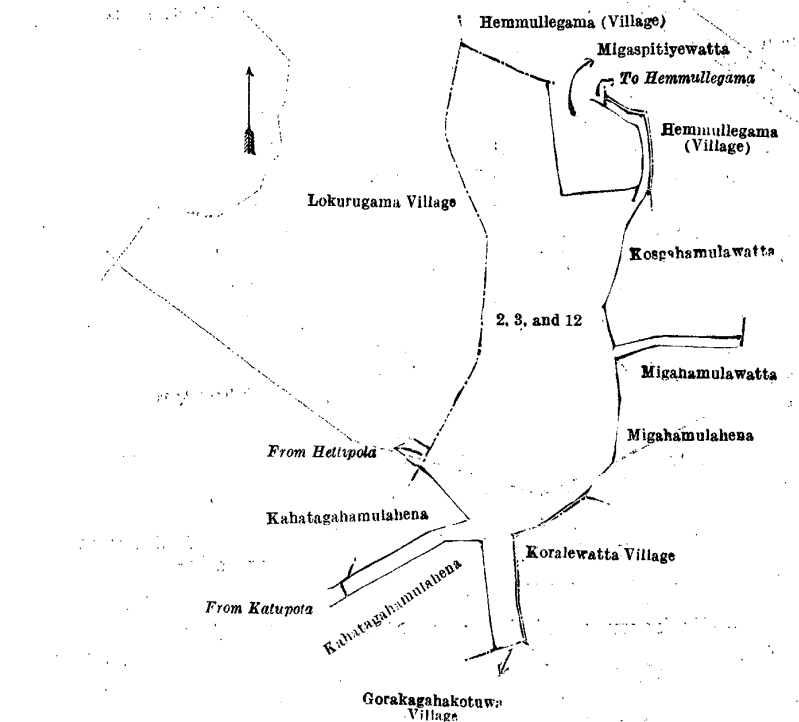 Hemmullegama (Village)
Migaspitiyewatta
To Hemmullegama
Hemmullegama
(Village)
Lokurugama Village
Kosgahamulawatta
2, 3, and 12
Migahamulawatta
Migahamulahena
From Hettipola
Kahatagahamulahena
Koralewatta Village
Kahatagahamulahena
From Katupota
Gorakagahakotuwa
Village